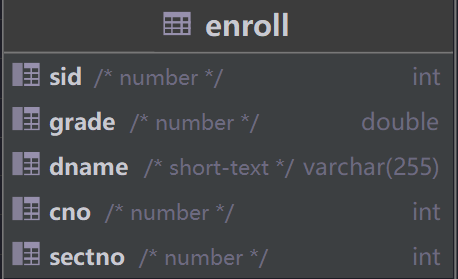 enroll
sid /* number */ int
grade /* number */ double
dname /* short-text */ varchar(255)
cno /* number */ int
sectno /* number */ int